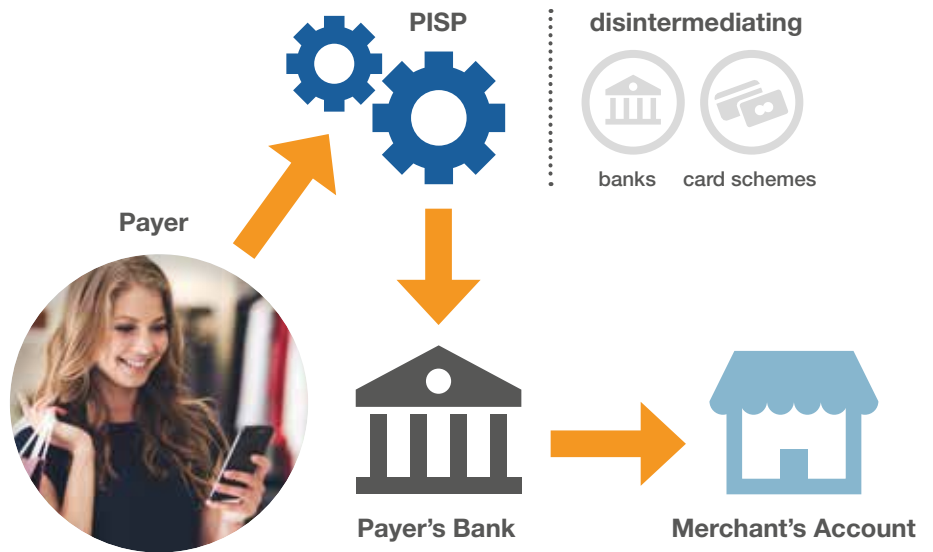 PISP
disintermediating
banks
card schemes
Payer
Payer's Bank
Merchant's Account